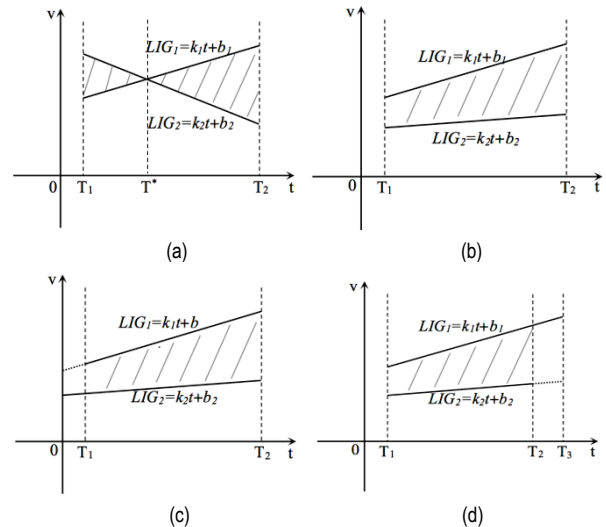 v
LIG₁=k₁t+b₁
LIG₂=k₂t+b₂
0 T₁ T* T₂ t
(a)
v
LIG₁=k₁t+b₁
LIG₂=k₂t+b₂
0 T₁ T₂ t
(b)
v
LIG₁=k₁t+b
LIG₂=k₂t+b₂
0 T₁ T₂ t
(c)
v
LIG₁=k₁t+b₁
LIG₂=k₂t+b₂
0 T₁ T₂ T₃ t
(d)